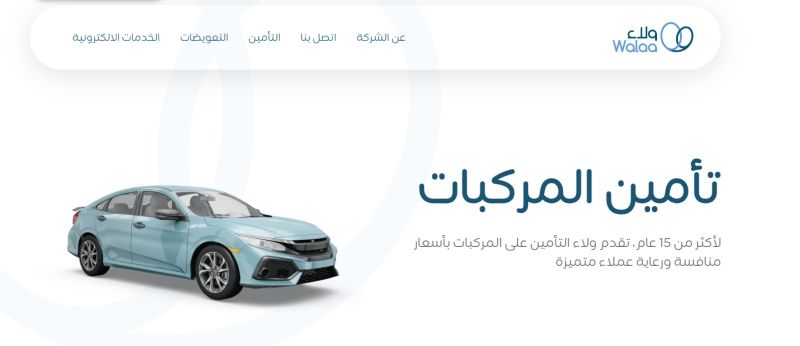 ولاء
Walaa
عن الشركة
اتصل بنا
التأمين
التعويضات
الخدمات الالكترونية
تأمين المركبات
لأكثر من 15 عام، تقدم ولاء التأمين على المركبات بأسعار
منافسة ورعاية عملاء متميزة